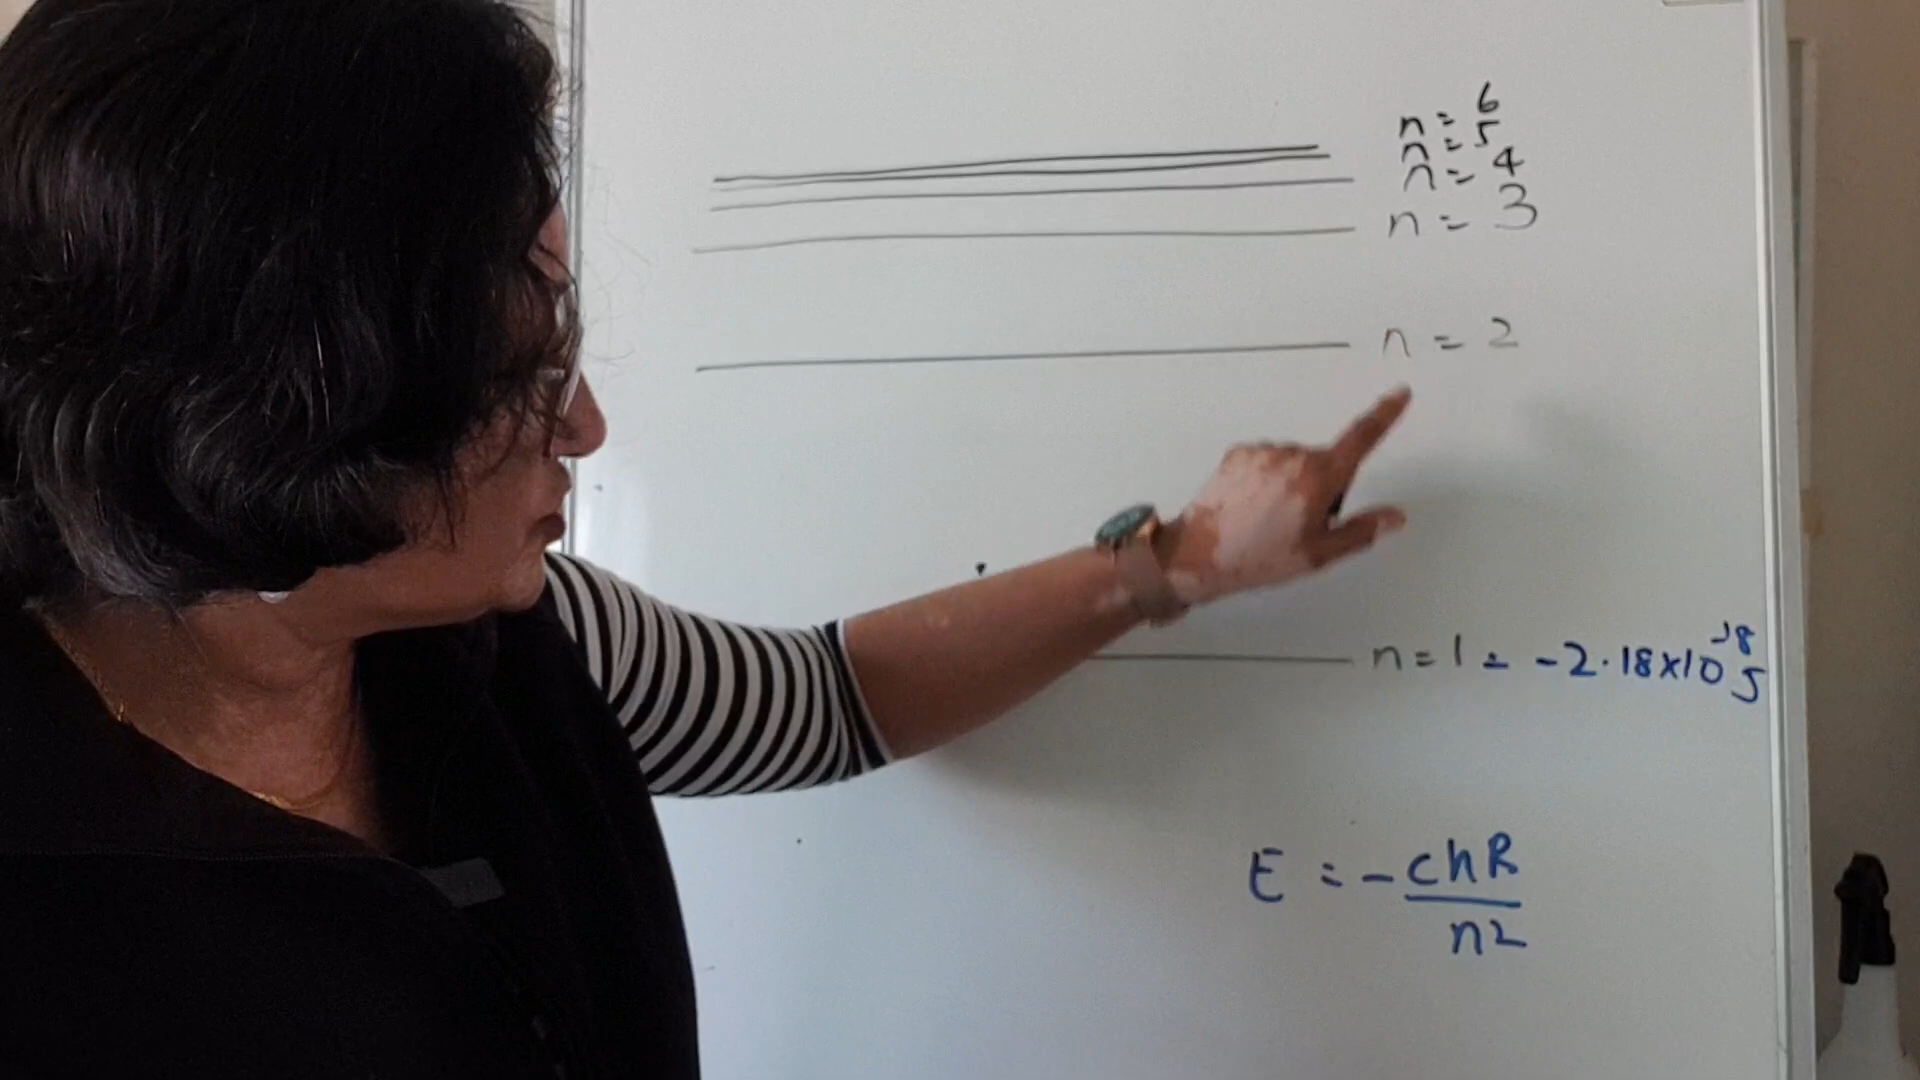 n = 6
n = 5
n = 4
n = 3
n = 2
n = 1 = -2.18x10^-18 J
E = - chR
n2